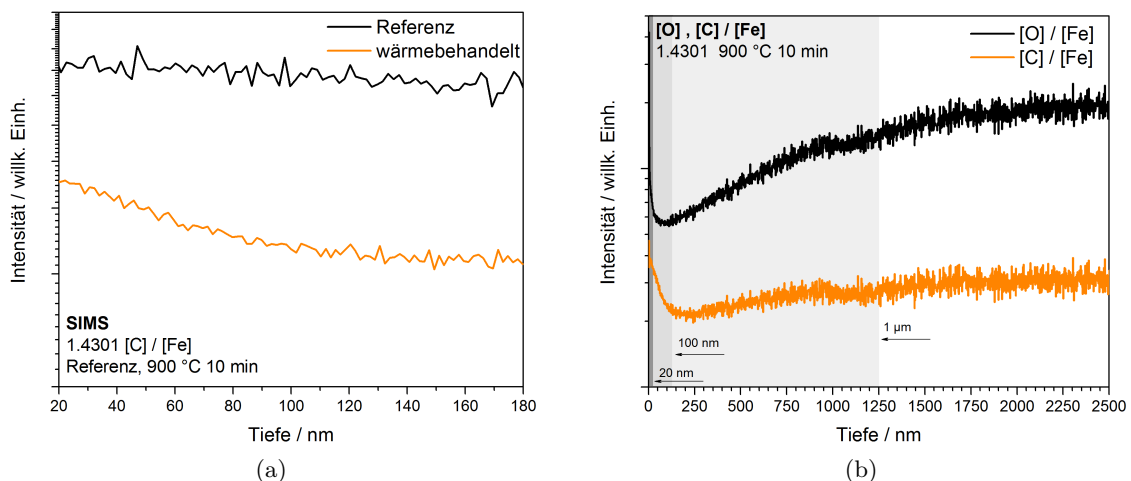 Referenz
wärmebehandelt
Intensität / willk. Einh.
SIMS
1.4301 [C] / [Fe]
Referenz, 900 °C 10 min
20 40 60 80 100 120 140 160 180
Tiefe / nm
(a)
[O] , [C] / [Fe]
1.4301 900 °C 10 min
[O] / [Fe]
[C] / [Fe]
Intensität / willk. Einh.
1 µm
100 nm
20 nm
0 250 500 750 1000 1250 1500 1750 2000 2250 2500
Tiefe / nm
(b)